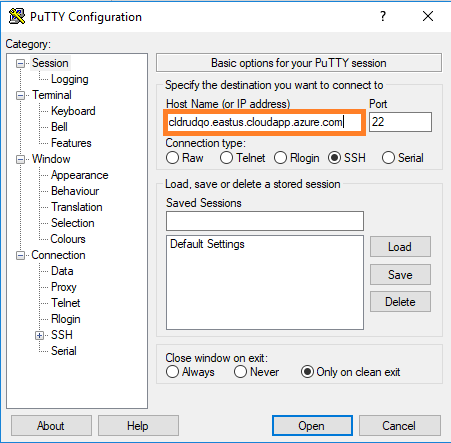 PuTTY Configuration
Category:
Session
Logging
Terminal
Keyboard
Bell
Features
Window
Appearance
Behaviour
Translation
Selection
Colours
Connection
Data
Proxy
Telnet
Rlogin
SSH
Serial
Basic options for your PuTTY session
Specify the destination you want to connect to
Host Name (or IP address) Port
cldrudqo.eastus.cloudapp.azure.com 22
Connection type:
Raw Telnet Rlogin SSH Serial
Load, save or delete a stored session
Saved Sessions
Default Settings
Load
Save
Delete
Close window on exit:
Always Never Only on clean exit
About Help Open Cancel